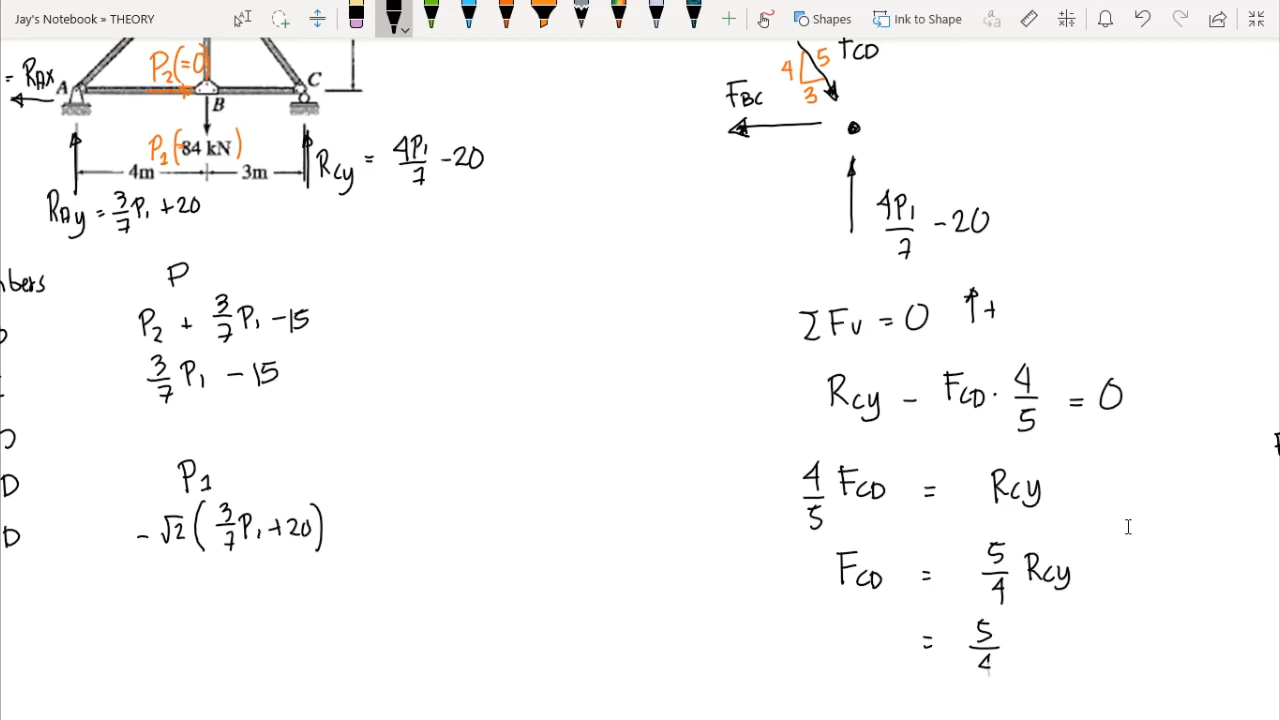 Jay's Notebook » THEORY
Shapes
Ink to Shape
= RAx
P2(=0)
A
B
C
P1(=84 kN)
4m
3m
RCy = 4P1/7 -20
RAy = 3/7 P1 +20
mbers
P
P2 + 3/7 P1 -15
3/7 P1 -15
D
P1
D
-√2 ( 3/7 P1 +20 )
FCD
4
5
3
FBC
4P1/7 -20
ΣFv = 0 ↑+
RCy - FCD · 4/5 = 0
4/5 FCD = RCy
FCD = 5/4 RCy
= 5/4